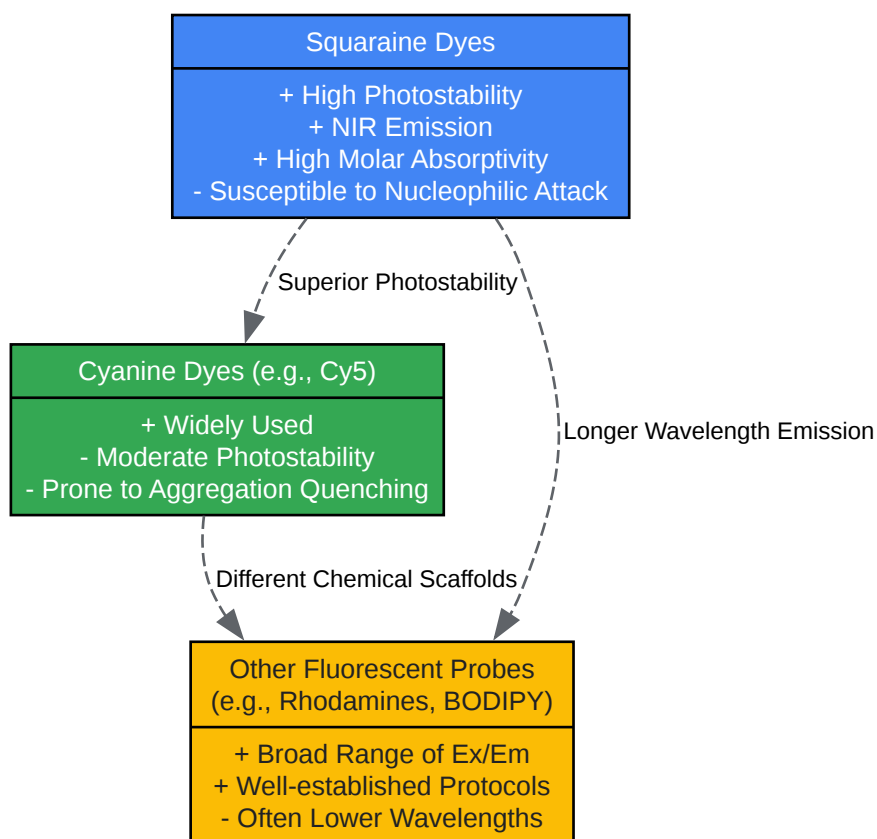 Squaraine Dyes
+ High Photostability
+ NIR Emission
+ High Molar Absorptivity
- Susceptible to Nucleophilic Attack
Superior Photostability
Cyanine Dyes (e.g., Cy5)
+ Widely Used
- Moderate Photostability
- Prone to Aggregation Quenching
Longer Wavelength Emission
Different Chemical Scaffolds
Other Fluorescent Probes
(e.g., Rhodamines, BODIPY)
+ Broad Range of Ex/Em
+ Well-established Protocols
- Often Lower Wavelengths